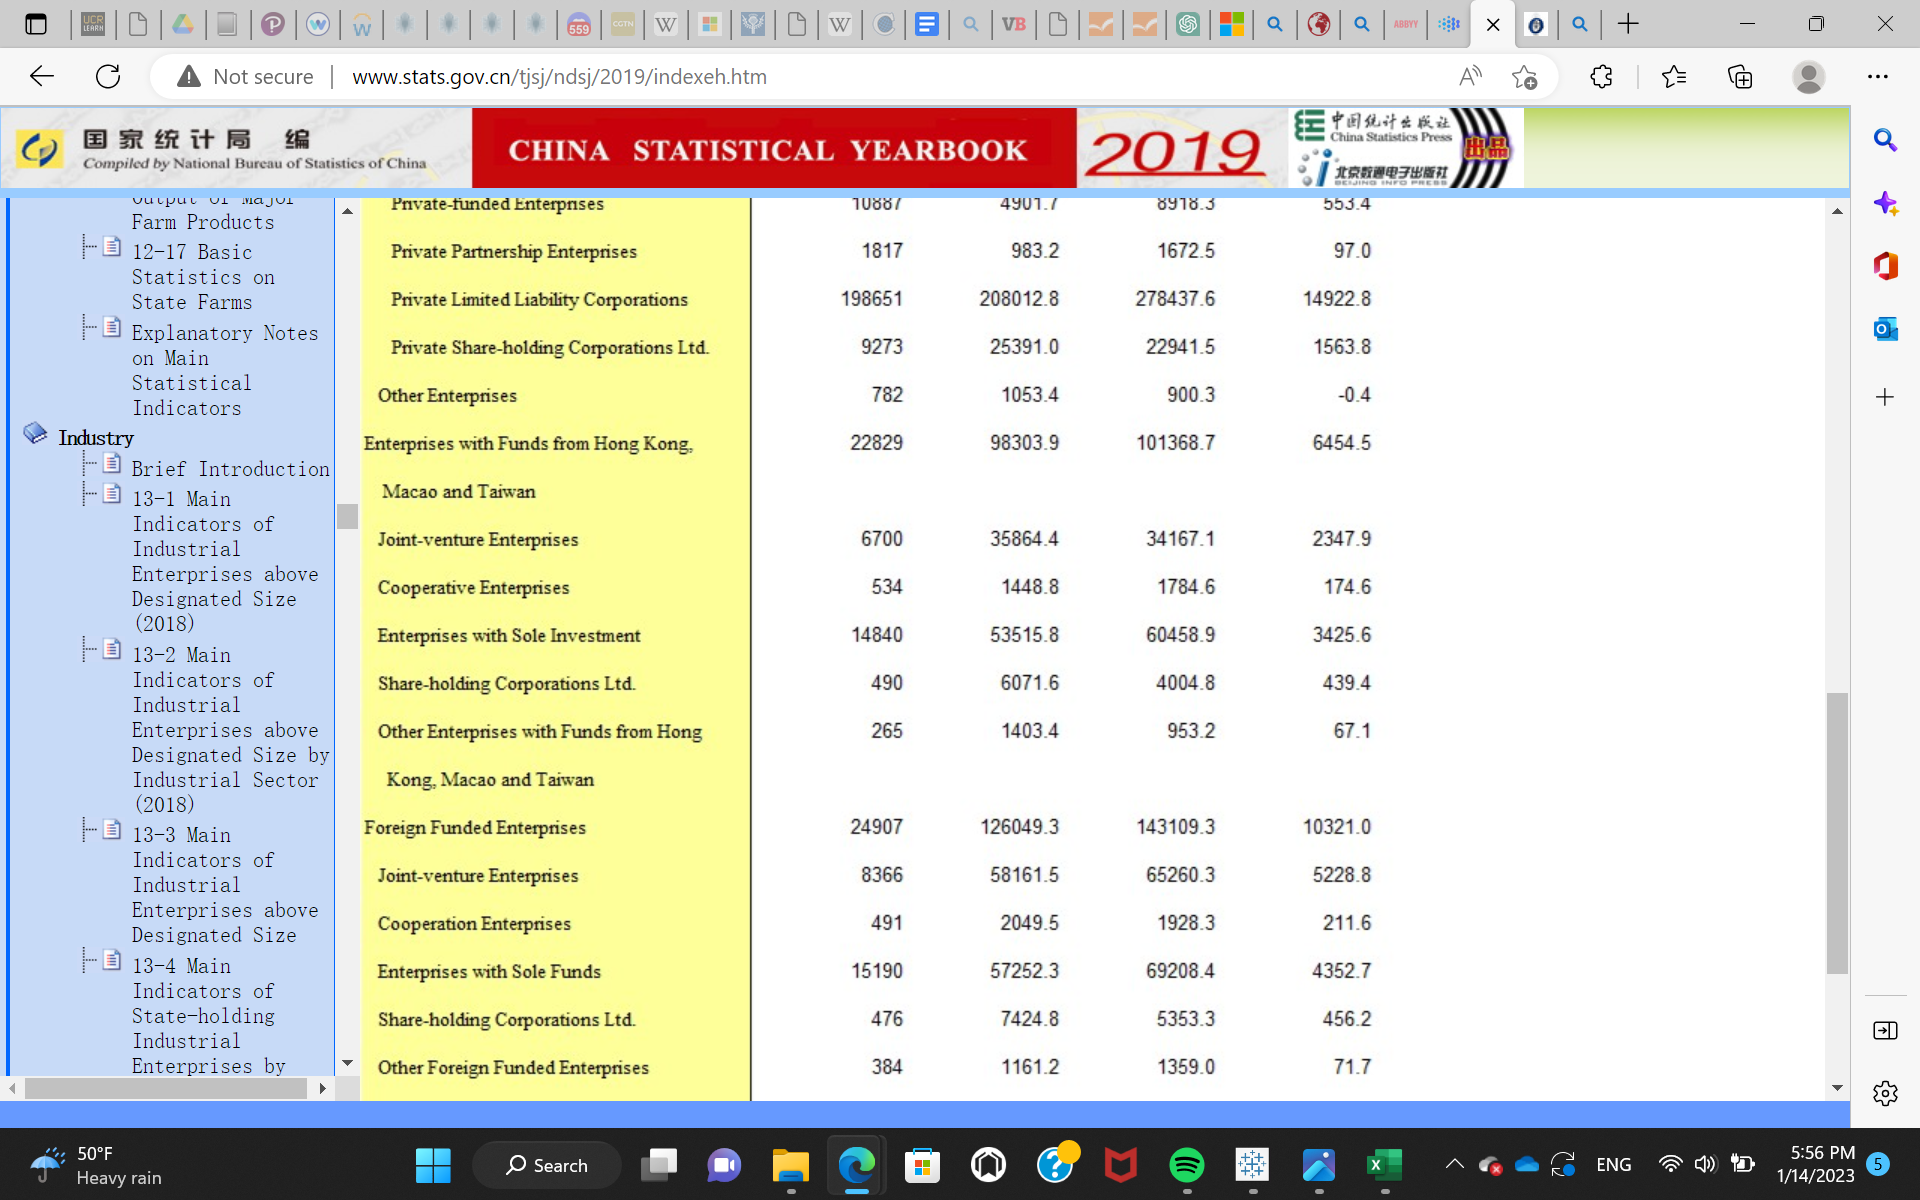 UCR
LEARN
559
CGTN
W
W
VB
ABBYY
Not secure
www.stats.gov.cn/tjsj/ndsj/2019/indexeh.htm
国家统计局 编
Compiled by National Bureau of Statistics of China
CHINA STATISTICAL YEARBOOK
2019
中国统计出版社
China Statistics Press
北京数通电子出版社
BEIJING INFO PRESS
出品
Output of Major
Farm Products
12-17 Basic
Statistics on
State Farms
Explanatory Notes
on Main
Statistical
Indicators
Industry
Brief Introduction
13-1 Main
Indicators of
Industrial
Enterprises above
Designated Size
(2018)
13-2 Main
Indicators of
Industrial
Enterprises above
Designated Size by
Industrial Sector
(2018)
13-3 Main
Indicators of
Industrial
Enterprises above
Designated Size
13-4 Main
Indicators of
State-holding
Industrial
Enterprises by
Private-funded Enterprises 10887 4901.7 8918.3 553.4
Private Partnership Enterprises 1817 983.2 1672.5 97.0
Private Limited Liability Corporations 198651 208012.8 278437.6 14922.8
Private Share-holding Corporations Ltd. 9273 25391.0 22941.5 1563.8
Other Enterprises 782 1053.4 900.3 -0.4
Enterprises with Funds from Hong Kong, 22829 98303.9 101368.7 6454.5
Macao and Taiwan
Joint-venture Enterprises 6700 35864.4 34167.1 2347.9
Cooperative Enterprises 534 1448.8 1784.6 174.6
Enterprises with Sole Investment 14840 53515.8 60458.9 3425.6
Share-holding Corporations Ltd. 490 6071.6 4004.8 439.4
Other Enterprises with Funds from Hong 265 1403.4 953.2 67.1
Kong, Macao and Taiwan
Foreign Funded Enterprises 24907 126049.3 143109.3 10321.0
Joint-venture Enterprises 8366 58161.5 65260.3 5228.8
Cooperation Enterprises 491 2049.5 1928.3 211.6
Enterprises with Sole Funds 15190 57252.3 69208.4 4352.7
Share-holding Corporations Ltd. 476 7424.8 5353.3 456.2
Other Foreign Funded Enterprises 384 1161.2 1359.0 71.7
50°F
Heavy rain
Search
ENG
5:56 PM
1/14/2023
5